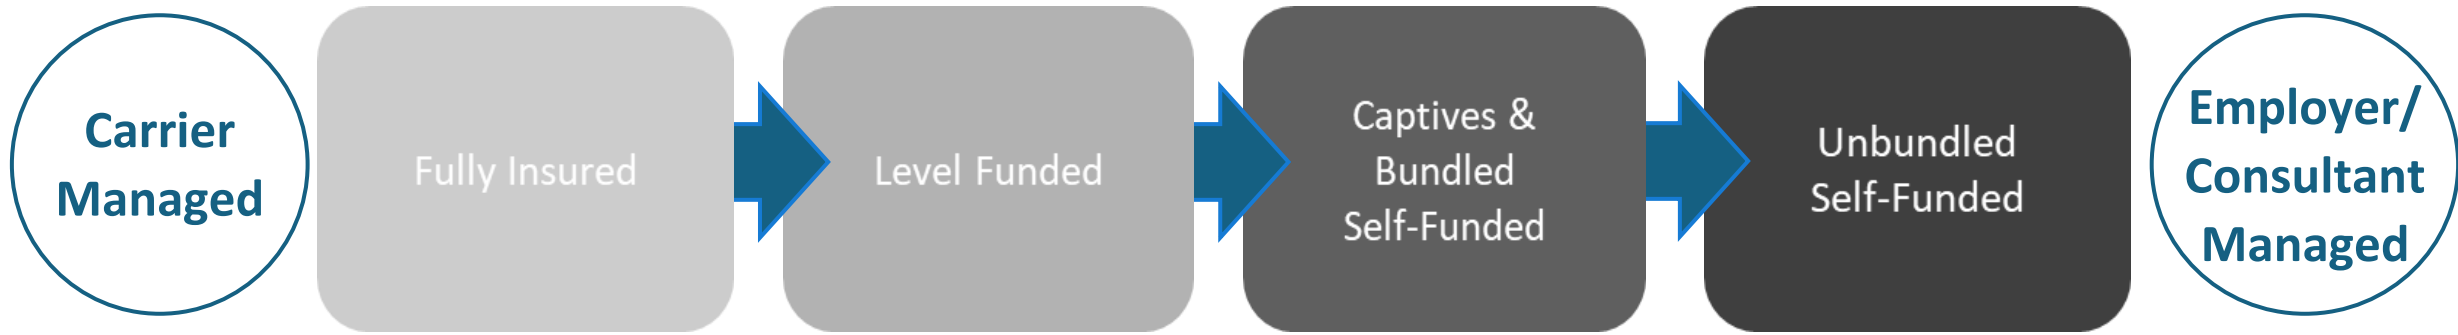 Carrier
Managed
Fully Insured
Level Funded
Captives &
Bundled
Self-Funded
Unbundled
Self-Funded
Employer/
Consultant
Managed